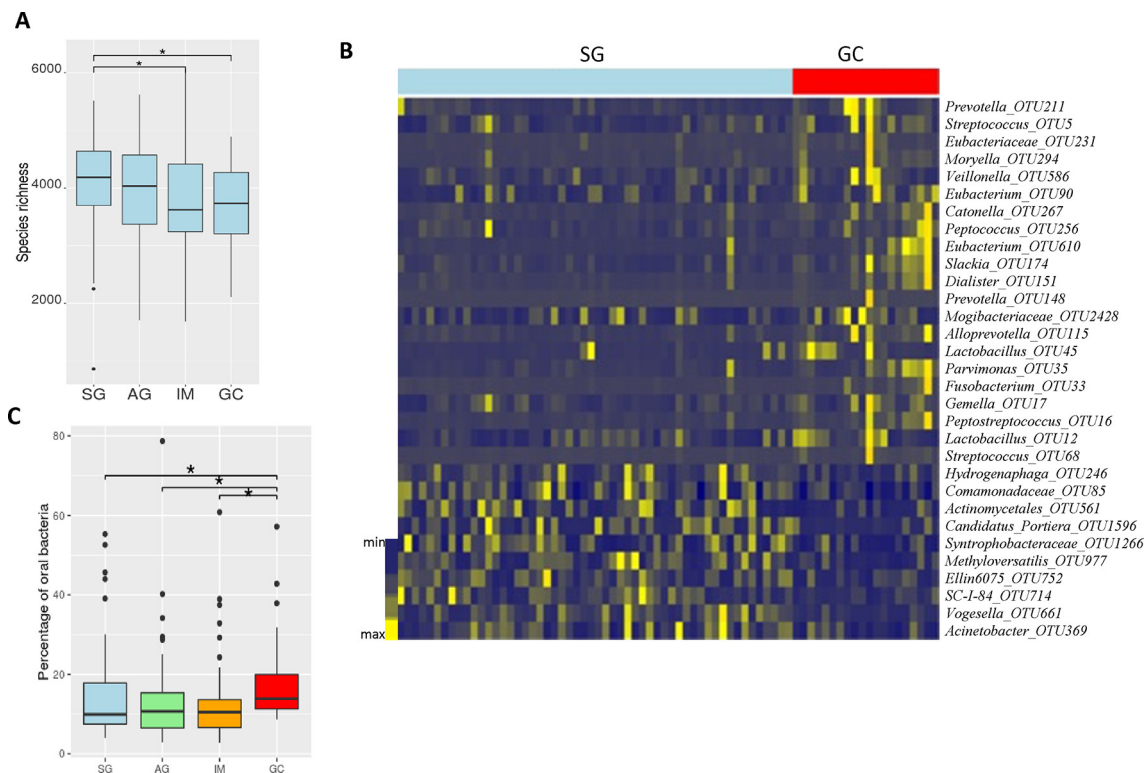 A
6000
4000
2000
Species richness
*
*
SG AG IM GC
B
SG GC
Prevotella_OTU211
Streptococcus_OTU5
Eubacteriaceae_OTU231
Moryella_OTU294
Veillonella_OTU586
Eubacterium_OTU90
Catonella_OTU267
Peptococcus_OTU256
Eubacterium_OTU610
Slackia_OTU174
Dialister_OTU151
Prevotella_OTU148
Mogibacteriaceae_OTU2428
Alloprevotella_OTU115
Lactobacillus_OTU45
Parvimonas_OTU35
Fusobacterium_OTU33
Gemella_OTU17
Peptostreptococcus_OTU16
Lactobacillus_OTU12
Streptococcus_OTU68
Hydrogenaphaga_OTU246
Comamonadaceae_OTU85
Actinomycetales_OTU561
Candidatus_Portiera_OTU1596
Syntrophobacteraceae_OTU1266
Methyloversatilis_OTU977
Ellin6075_OTU752
SC-I-84_OTU714
Vogesella_OTU661
Acinetobacter_OTU369
min
max
C
80
60
40
20
0
Percentage of oral bacteria
*
*
*
SG AG IM GC